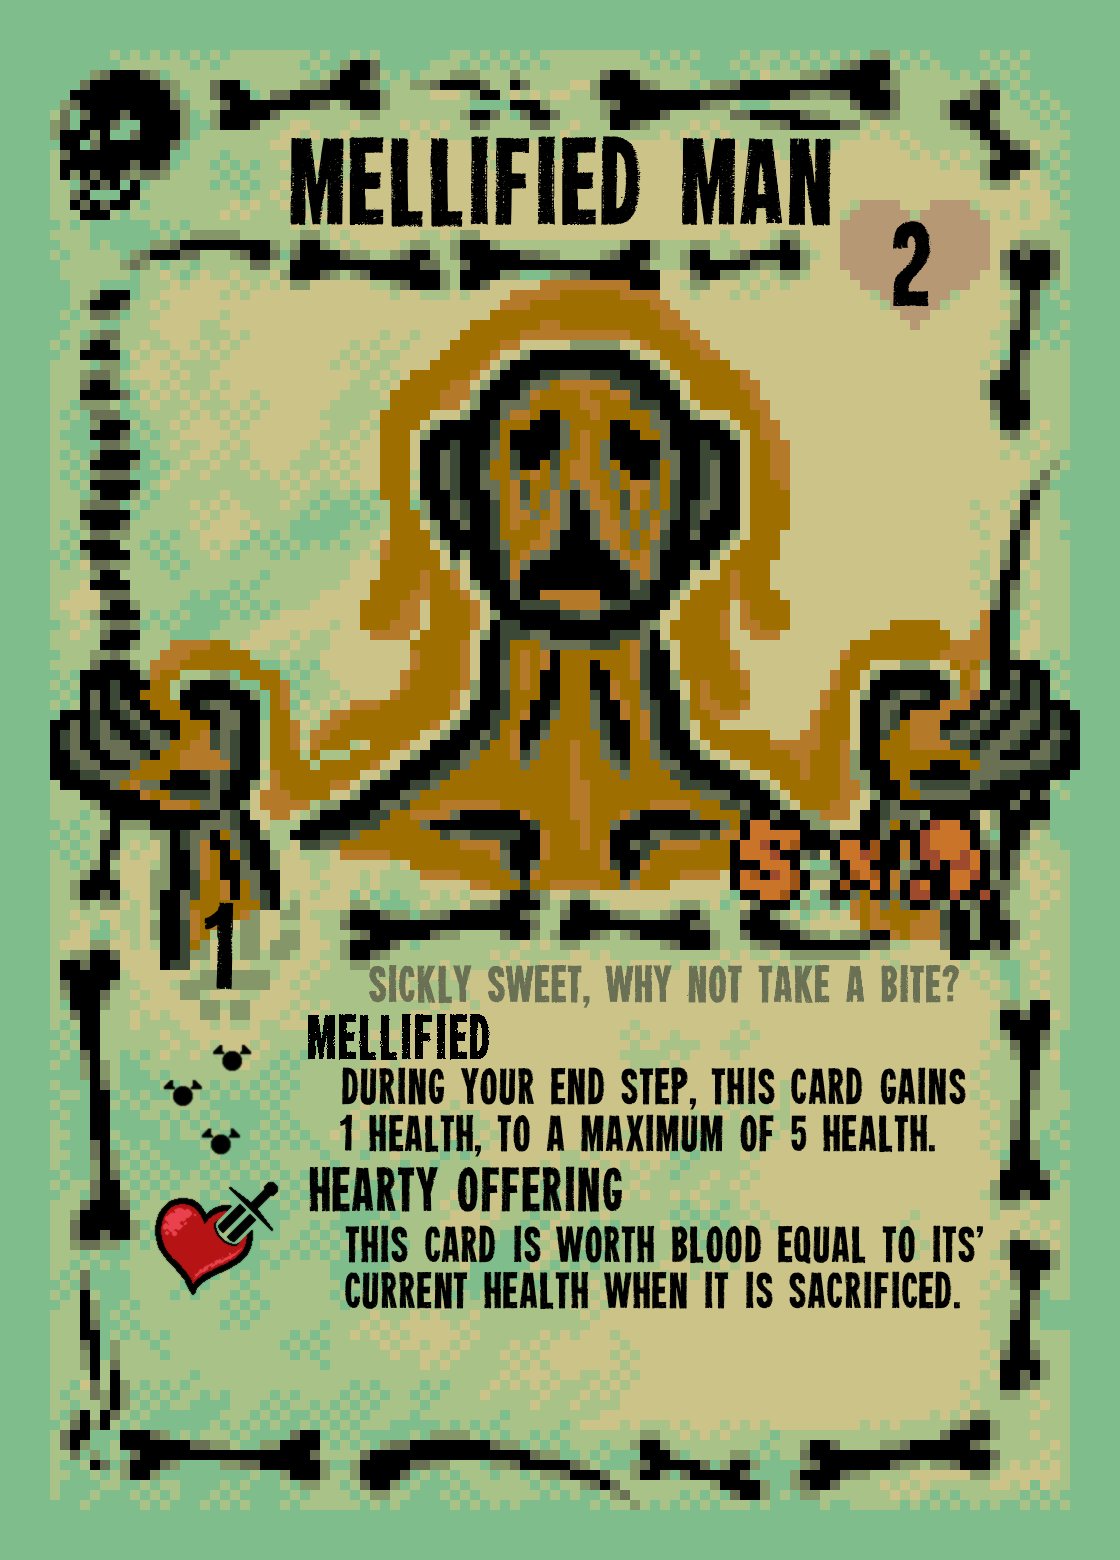 MELLIFIED MAN
2
1
SICKLY SWEET, WHY NOT TAKE A BITE?
MELLIFIED
DURING YOUR END STEP, THIS CARD GAINS
1 HEALTH, TO A MAXIMUM OF 5 HEALTH.
HEARTY OFFERING
THIS CARD IS WORTH BLOOD EQUAL TO ITS'
CURRENT HEALTH WHEN IT IS SACRIFICED.